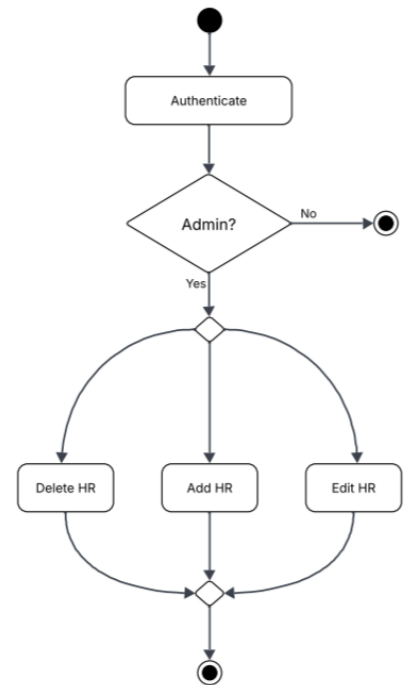 Authenticate
Admin?
No
Yes
Delete HR
Add HR
Edit HR